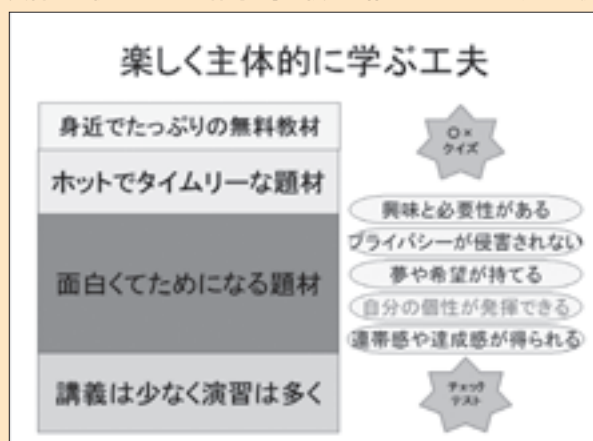 楽しく主体的に学ぶ工夫
身近でたっぷりの無料教材
ホットでタイムリーな題材
面白くてためになる題材
講義は少なく演習は多く
○×
クイズ
興味と必要性がある
プライバシーが侵害されない
夢や希望が持てる
自分の個性が発揮できる
連帯感や達成感が得られる
チェック
テスト